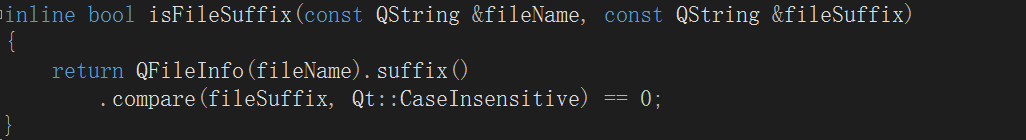 inline bool isFileSuffix(const QString &fileName, const QString &fileSuffix)
{
    return QFileInfo(fileName).suffix()
        .compare(fileSuffix, Qt::CaseInsensitive) == 0;
}